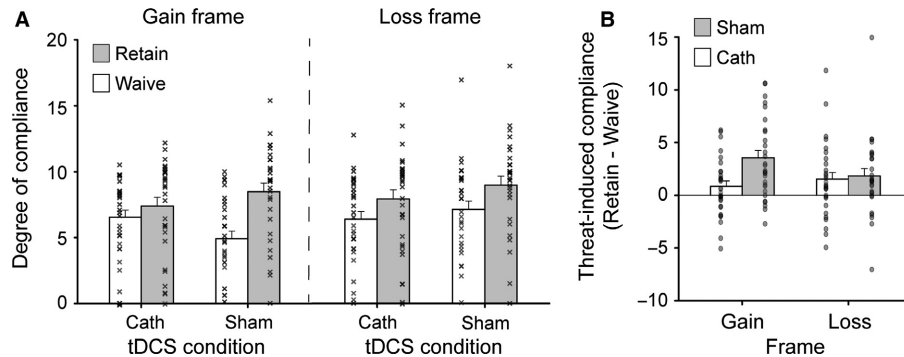 A
Gain frame
Loss frame
Retain
Waive
Degree of compliance
20
15
10
5
0
Cath
Sham
Cath
Sham
tDCS condition
tDCS condition
B
Sham
Cath
Threat-induced compliance
(Retain - Waive)
15
10
5
0
−5
−10
Gain
Loss
Frame